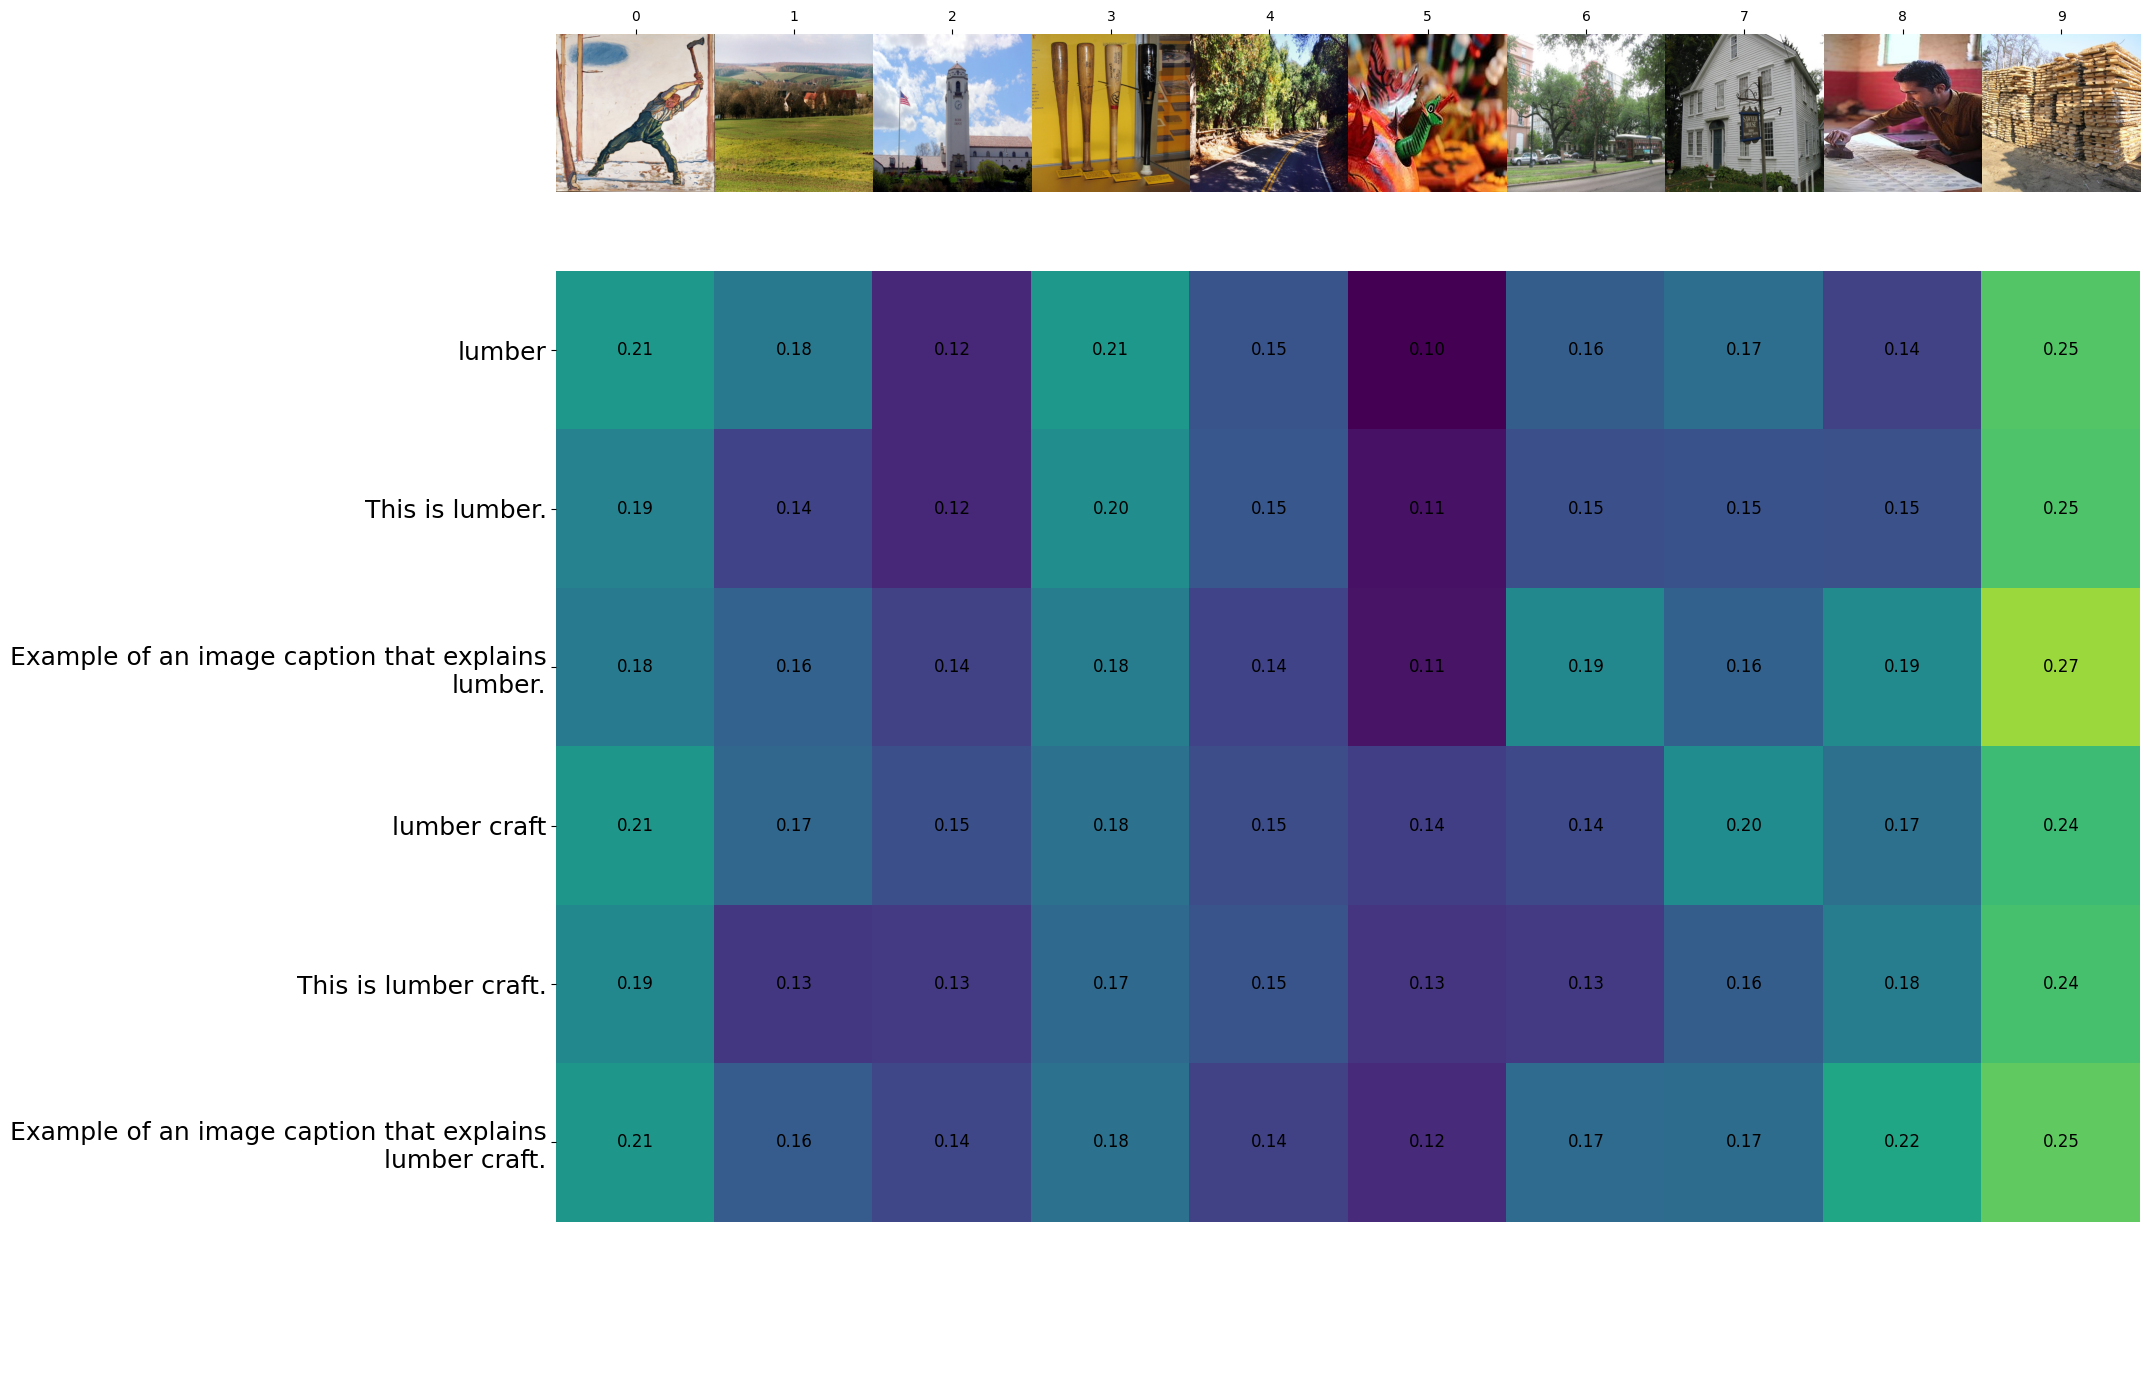 0 1 2 3 4 5 6 7 8 9
lumber 0.21 0.18 0.12 0.21 0.15 0.10 0.16 0.17 0.14 0.25
This is lumber. 0.19 0.14 0.12 0.20 0.15 0.11 0.15 0.15 0.15 0.25
Example of an image caption that explains
lumber. 0.18 0.16 0.14 0.18 0.14 0.11 0.19 0.16 0.19 0.27
lumber craft 0.21 0.17 0.15 0.18 0.15 0.14 0.14 0.20 0.17 0.24
This is lumber craft. 0.19 0.13 0.13 0.17 0.15 0.13 0.13 0.16 0.18 0.24
Example of an image caption that explains
lumber craft. 0.21 0.16 0.14 0.18 0.14 0.12 0.17 0.17 0.22 0.25